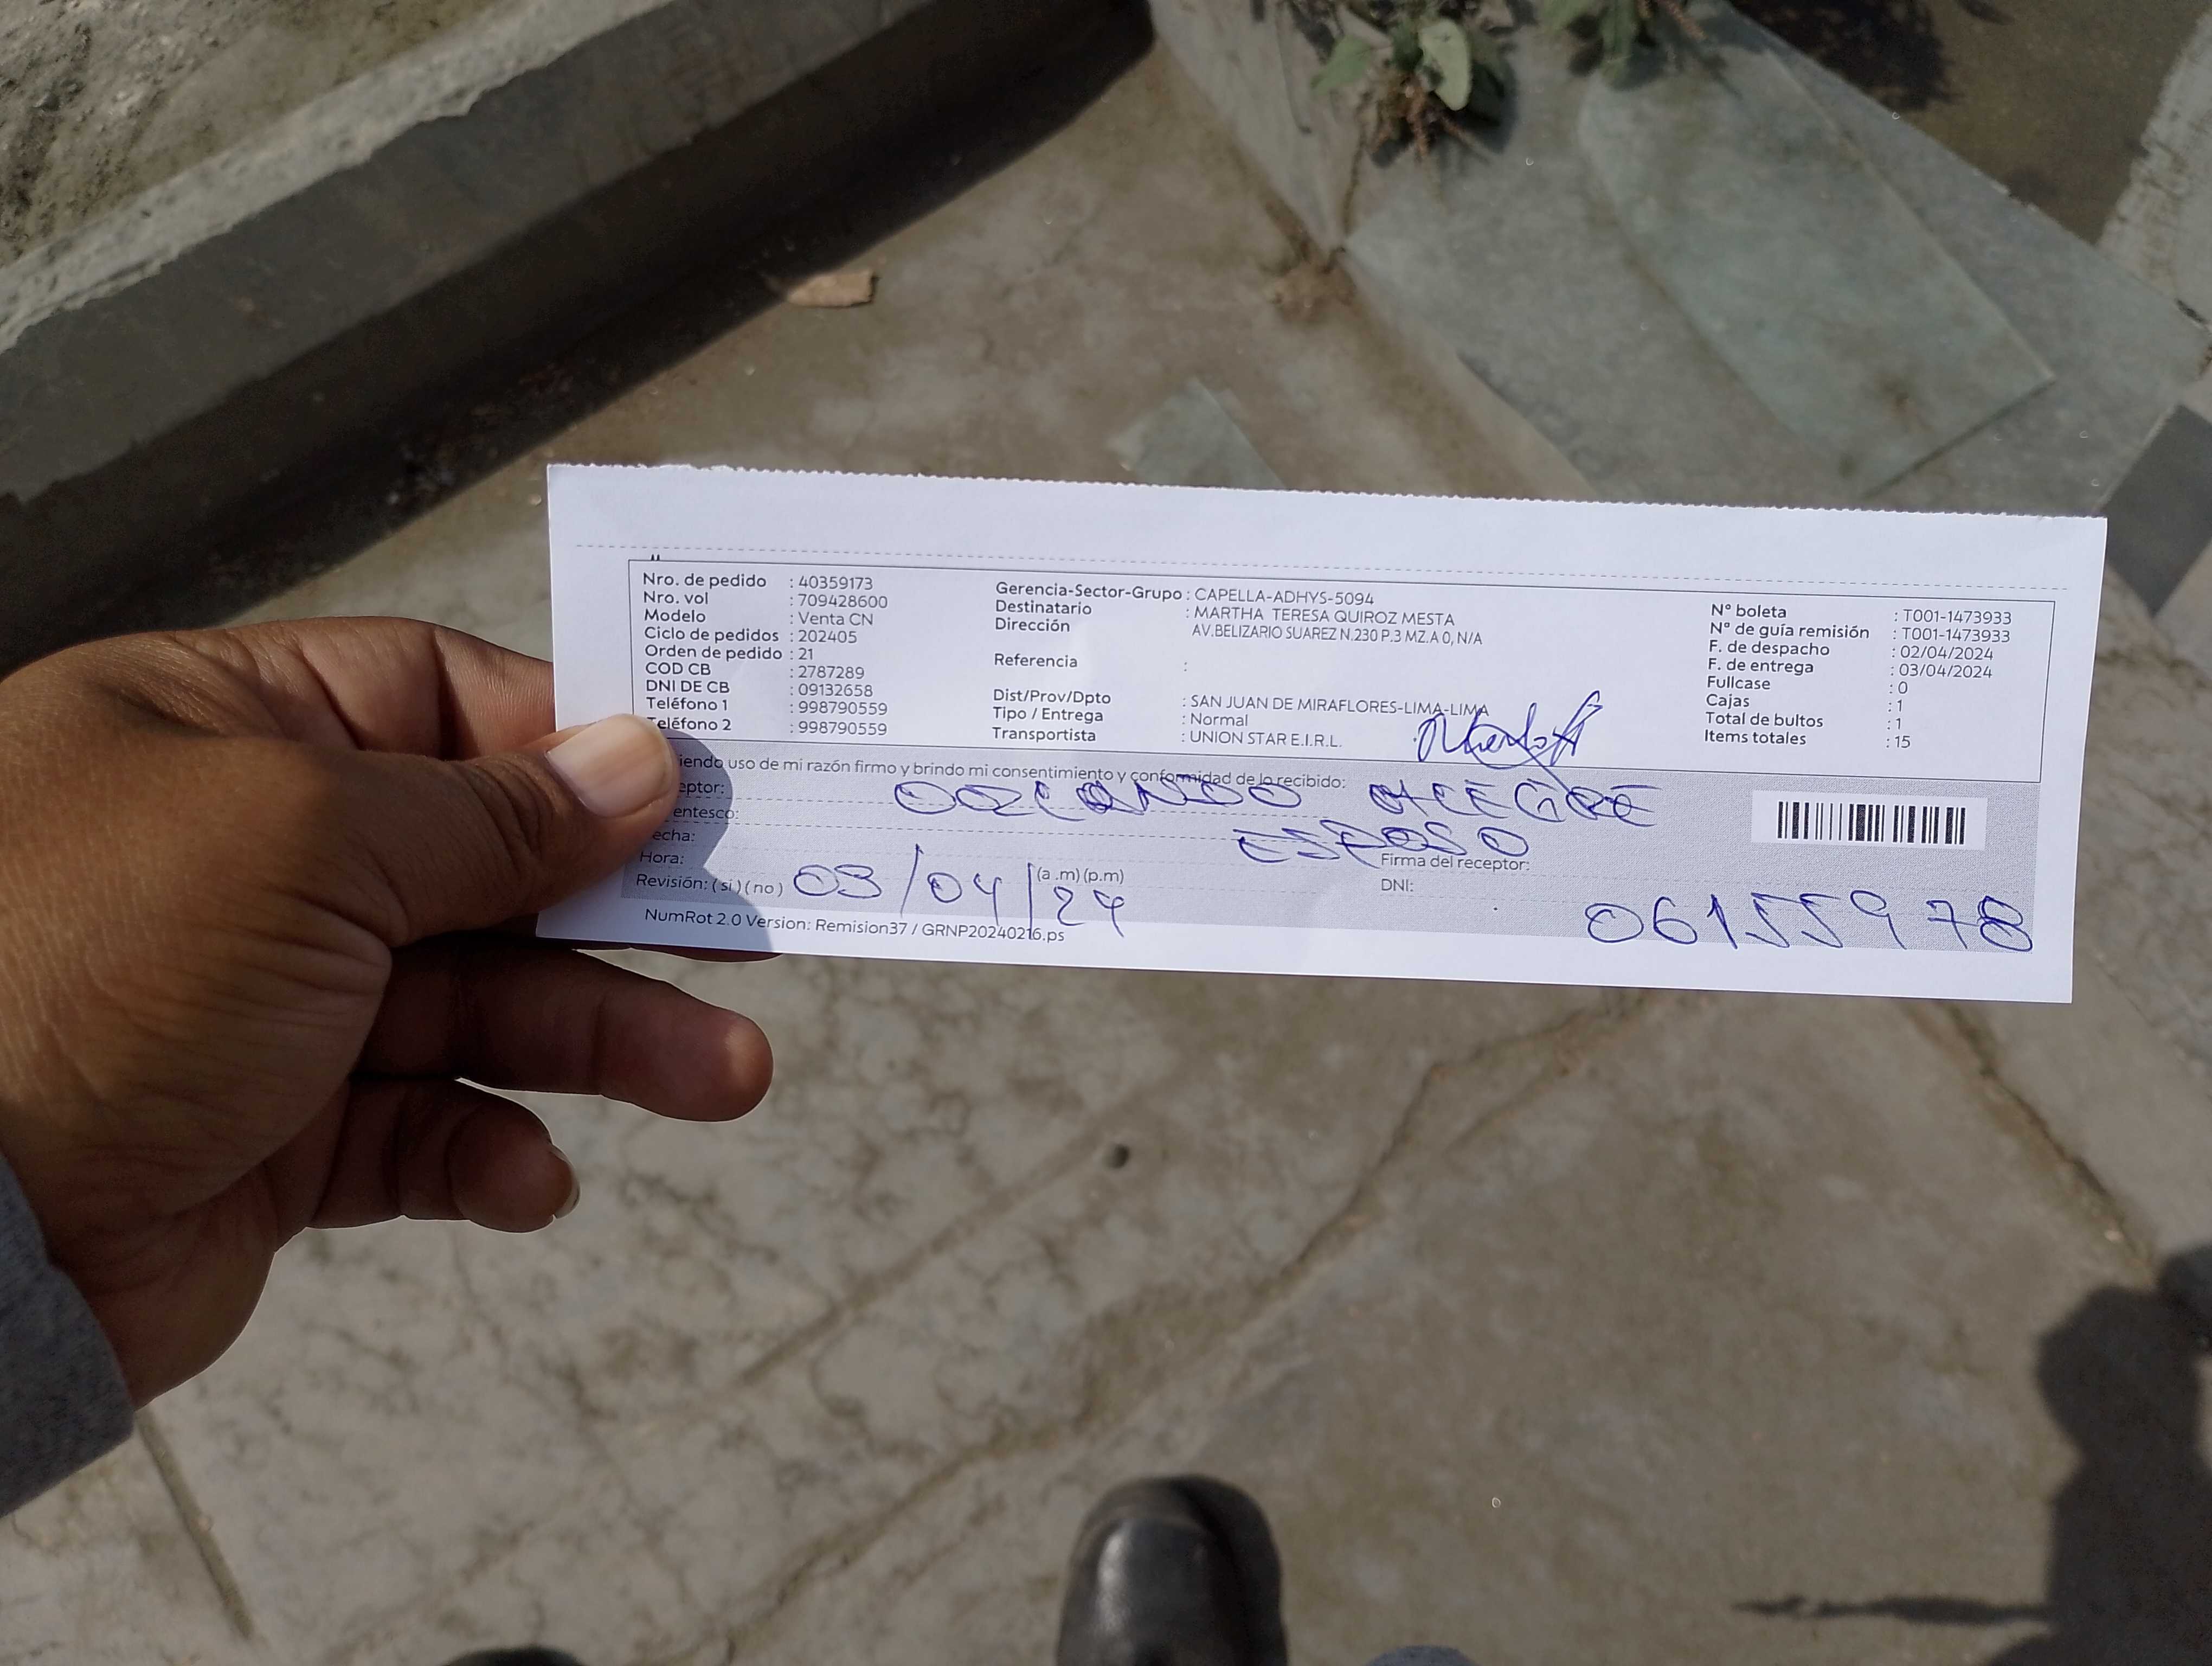 Nro. de pedido : 40359173
Nro. vol : 709428600
Modelo : Venta CN
Ciclo de pedidos : 202405
Orden de pedido : 21
COD CB : 2787289
DNI DE CB : 09132658
Teléfono 1 : 998790559
Teléfono 2 : 998790559
Gerencia-Sector-Grupo : CAPELLA-ADHYS-5094
Destinatario : MARTHA TERESA QUIROZ MESTA
Dirección AV.BELIZARIO SUAREZ N.230 P.3 MZ.A 0, N/A
Referencia :
Dist/Prov/Dpto : SAN JUAN DE MIRAFLORES-LIMA-LIMA
Tipo / Entrega : Normal
Transportista : UNION STAR E.I.R.L.
N° boleta : T001-1473933
N° de guía remisión : T001-1473933
F. de despacho : 02/04/2024
F. de entrega : 03/04/2024
Fullcase : 0
Cajas : 1
Total de bultos : 1
Items totales : 15
iendo uso de mi razón firmo y brindo mi consentimiento y conformidad de lo recibido:
eptor: ORLANDO ALEGRE
entesco: ESPOSO
echa:
Hora: (a .m) (p.m)
Revisión: ( si ) ( no ) 03/04/24
Firma del receptor:
DNI: 06155978
NumRot 2.0 Version: Remision37 / GRNP20240216.ps